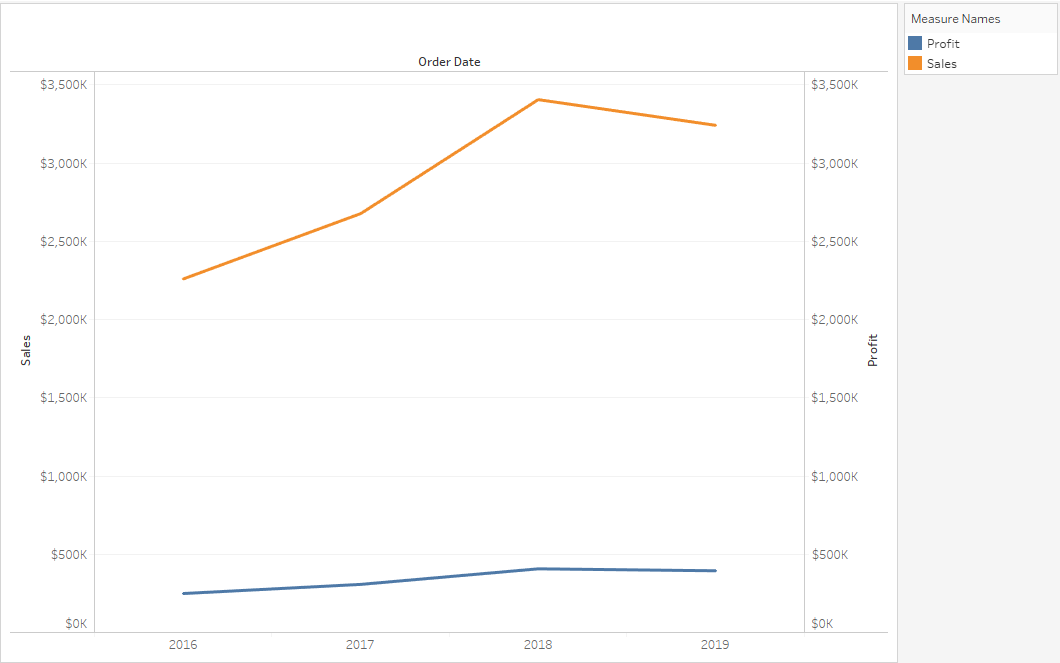 Order Date
$3,500K
$3,000K
$2,500K
$2,000K
$1,500K
$1,000K
$500K
$0K
Sales
$3,500K
$3,000K
$2,500K
$2,000K
$1,500K
$1,000K
$500K
$0K
Profit
2016 2017 2018 2019
Measure Names
Profit
Sales